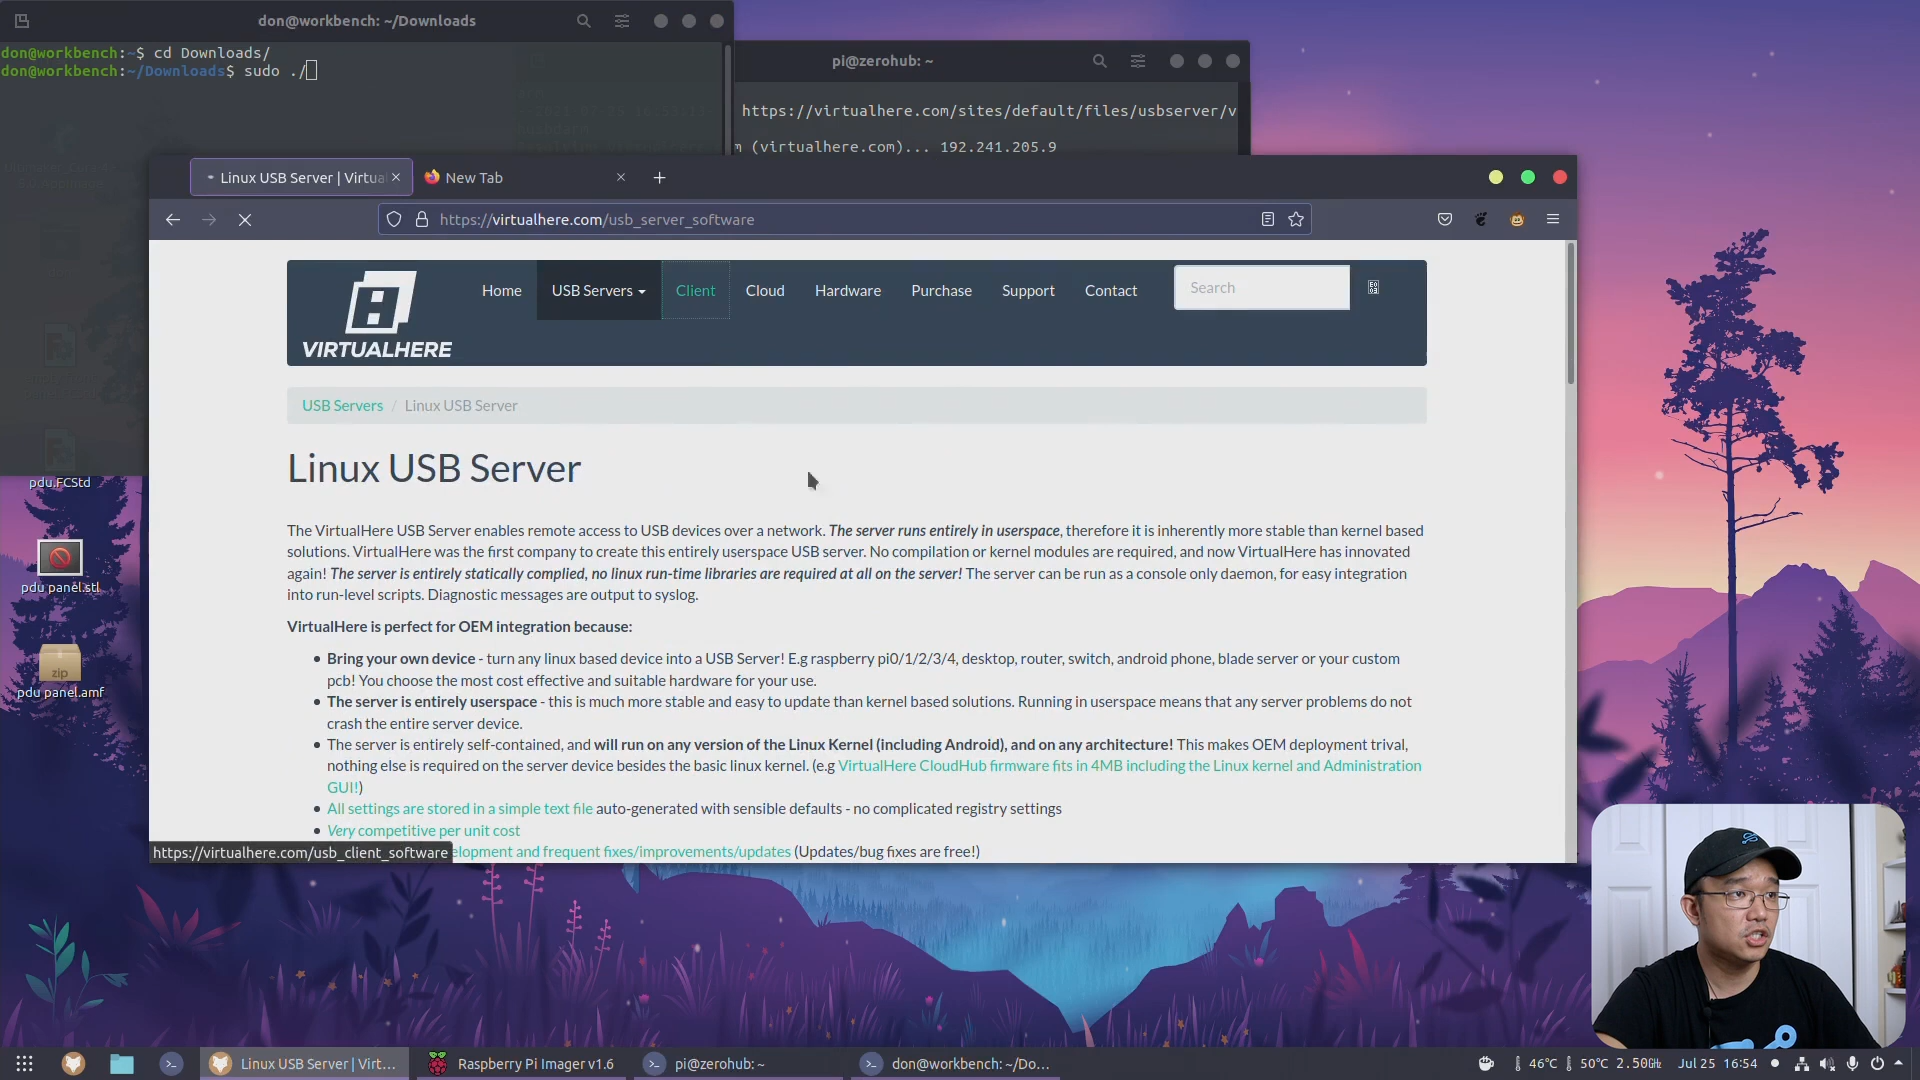 don@workbench: ~/Downloads
don@workbench:~$ cd Downloads/
don@workbench:~/Downloads$ sudo ./
pi@zerohub: ~
https://virtualhere.com/sites/default/files/usbserver/v
m (virtualhere.com)... 192.241.205.9
Linux USB Server | Virtua
New Tab
https://virtualhere.com/usb_server_software
VIRTUALHERE
Home
USB Servers
Client
Cloud
Hardware
Purchase
Support
Contact
Search
USB Servers / Linux USB Server
Linux USB Server
The VirtualHere USB Server enables remote access to USB devices over a network. The server runs entirely in userspace, therefore it is inherently more stable than kernel based
solutions. VirtualHere was the first company to create this entirely userspace USB server. No compilation or kernel modules are required, and now VirtualHere has innovated
again! The server is entirely statically complied, no linux run-time libraries are required at all on the server! The server can be run as a console only daemon, for easy integration
into run-level scripts. Diagnostic messages are output to syslog.
VirtualHere is perfect for OEM integration because:
Bring your own device - turn any linux based device into a USB Server! E.g raspberry pi0/1/2/3/4, desktop, router, switch, android phone, blade server or your custom
pcb! You choose the most cost effective and suitable hardware for your use.
The server is entirely userspace - this is much more stable and easy to update than kernel based solutions. Running in userspace means that any server problems do not
crash the entire server device.
The server is entirely self-contained, and will run on any version of the Linux Kernel (including Android), and on any architecture! This makes OEM deployment trival,
nothing else is required on the server device besides the basic linux kernel. (e.g VirtualHere CloudHub firmware fits in 4MB including the Linux kernel and Administration
GUI!)
All settings are stored in a simple text file auto-generated with sensible defaults - no complicated registry settings
Very competitive per unit cost
elopment and frequent fixes/improvements/updates (Updates/bug fixes are free!)
https://virtualhere.com/usb_client_software
pdu.FCStd
pdu panel.stl
zip
pdu panel.amf
Linux USB Server | Virt...
Raspberry Pi Imager v1.6
pi@zerohub: ~
don@workbench: ~/Do...
46°C
50°C
2.50GHz
Jul 25 16:54